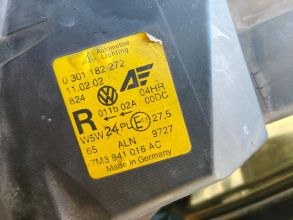 AE Automotive
Lighting
0 301 182 272
11.02.02
824
04HR
00DC
R 011b 02A
W5W 24 PL E 27,5
65 ALN 9727
7M3 941 016 AC
Made in Germany